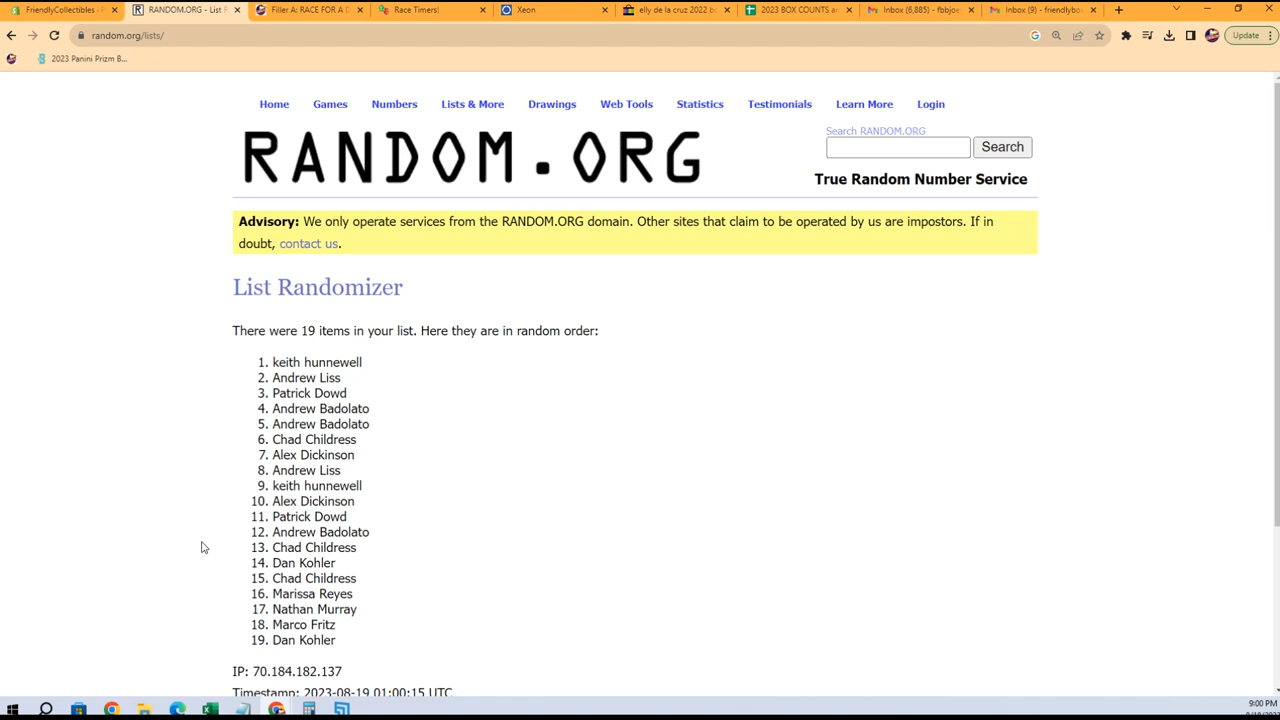 FriendlyCollectibles - F
RANDOM.ORG - List R
Filler A: RACE FOR A D
Race Timers!
Xeon
elly de la cruz 2022 bo
2023 BOX COUNTS a
Inbox (6,885) - fbbjoe
Inbox (9) - friendlybo
random.org/lists/
Update
2023 Panini Prizm B...
Home Games Numbers Lists & More Drawings Web Tools Statistics Testimonials Learn More Login
RANDOM.ORG
Search RANDOM.ORG
Search
True Random Number Service
Advisory: We only operate services from the RANDOM.ORG domain. Other sites that claim to be operated by us are impostors. If in
doubt, contact us.
List Randomizer
There were 19 items in your list. Here they are in random order:
1. keith hunnewell
2. Andrew Liss
3. Patrick Dowd
4. Andrew Badolato
5. Andrew Badolato
6. Chad Childress
7. Alex Dickinson
8. Andrew Liss
9. keith hunnewell
10. Alex Dickinson
11. Patrick Dowd
12. Andrew Badolato
13. Chad Childress
14. Dan Kohler
15. Chad Childress
16. Marissa Reyes
17. Nathan Murray
18. Marco Fritz
19. Dan Kohler
IP: 70.184.182.137
Timestamp: 2023-08-19 01:00:15 UTC
9:00 PM